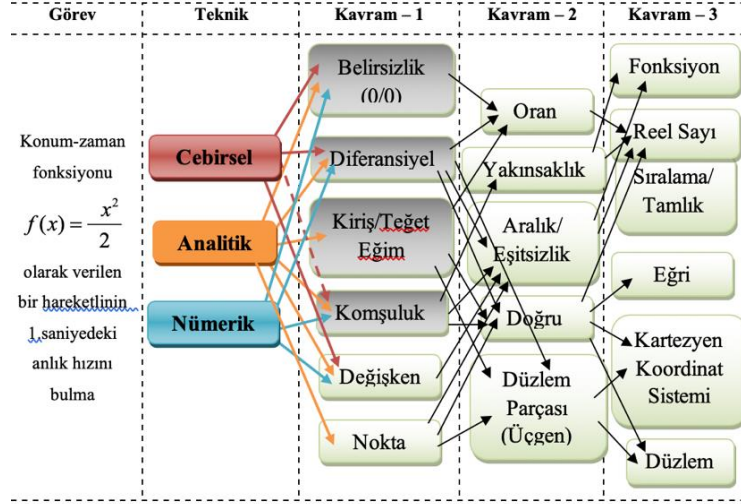 Görev
Teknik
Kavram – 1
Kavram – 2
Kavram – 3
Konum-zaman
fonksiyonu
f(x) = x²/2
olarak verilen
bir hareketlinin
1.saniyedeki
anlık hızını
bulma
Cebirsel
Analitik
Nümerik
Belirsizlik
(0/0)
Diferansiyel
Kiriş/Teğet
Eğim
Komşuluk
Değişken
Nokta
Oran
Yakınsaklık
Aralık/
Eşitsizlik
Doğru
Düzlem
Parçası
(Üçgen)
Fonksiyon
Reel Sayı
Sıralama/
Tamlık
Eğri
Kartezyen
Koordinat
Sistemi
Düzlem